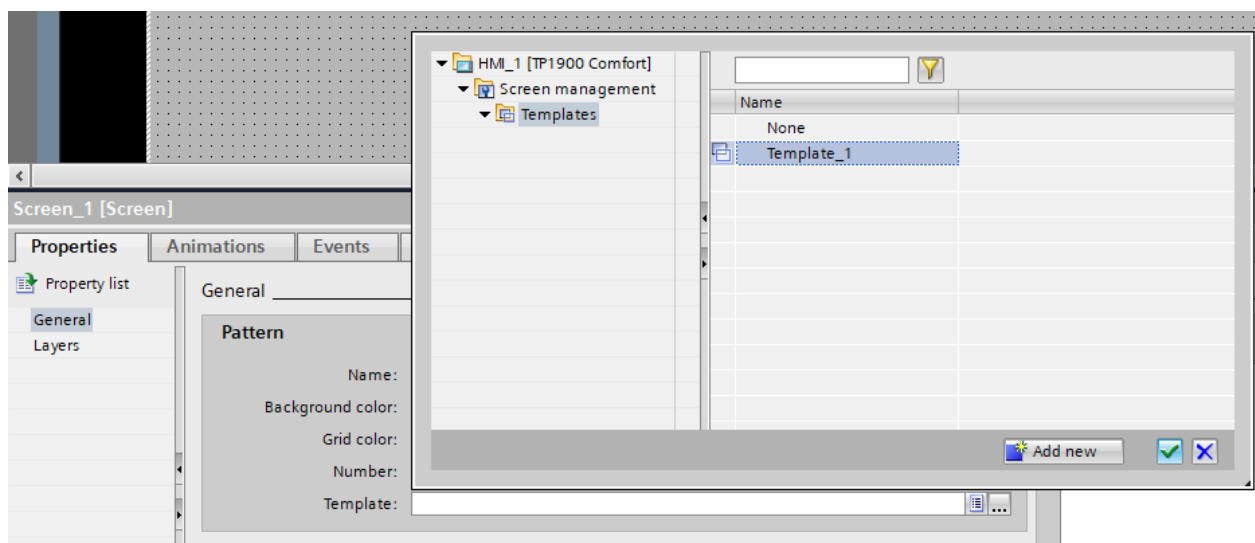 HMI_1 [TP1900 Comfort]
Screen management
Templates
Name
None
Template_1
Add new
Screen_1 [Screen]
Properties
Animations
Events
Property list
General
Layers
General
Pattern
Name:
Background color:
Grid color:
Number:
Template:
...